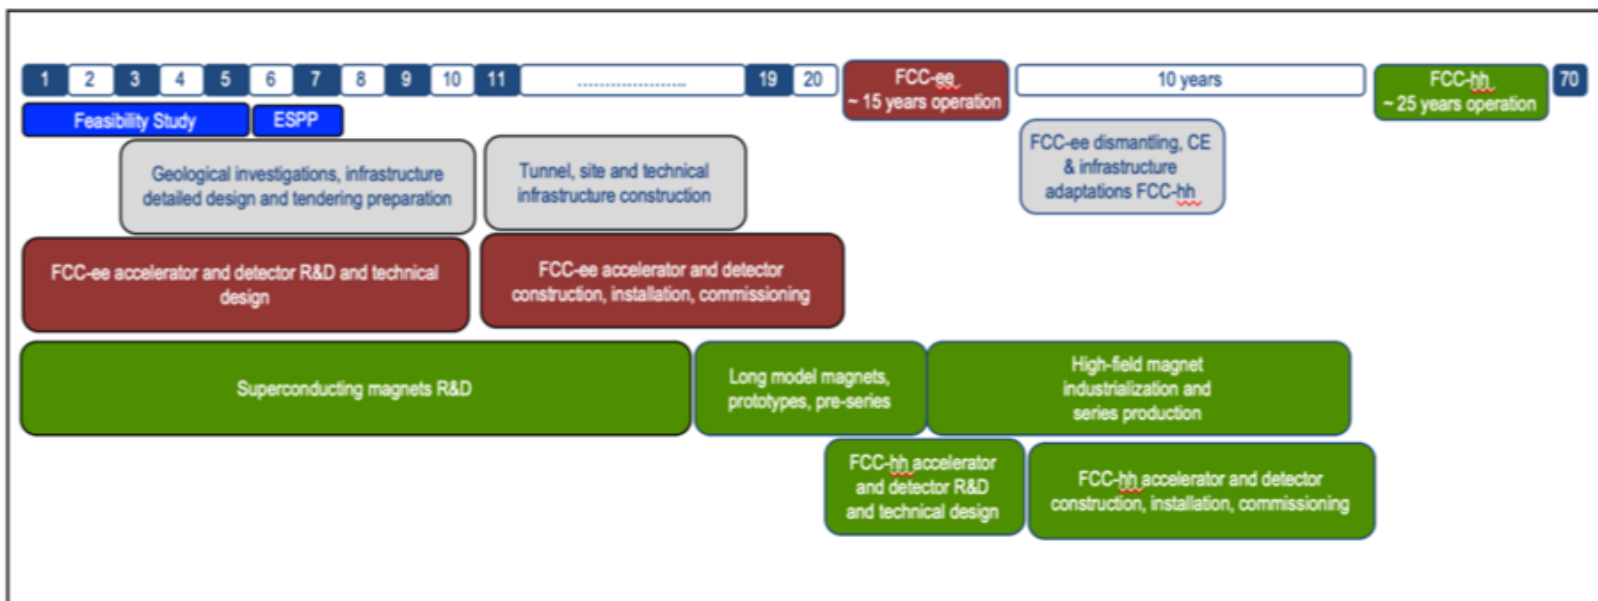 1 2 3 4 5 6 7 8 9 10 11 ...................... 19 20
FCC-ee
~ 15 years operation
10 years
FCC-hh
~ 25 years operation
70
Feasibility Study
ESPP
Geological investigations, infrastructure
detailed design and tendering preparation
Tunnel, site and technical
infrastructure construction
FCC-ee dismantling, CE
& infrastructure
adaptations FCC-hh
FCC-ee accelerator and detector R&D and technical
design
FCC-ee accelerator and detector
construction, installation, commissioning
Superconducting magnets R&D
Long model magnets,
prototypes, pre-series
High-field magnet
industrialization and
series production
FCC-hh accelerator
and detector R&D
and technical design
FCC-hh accelerator and detector
construction, installation, commissioning